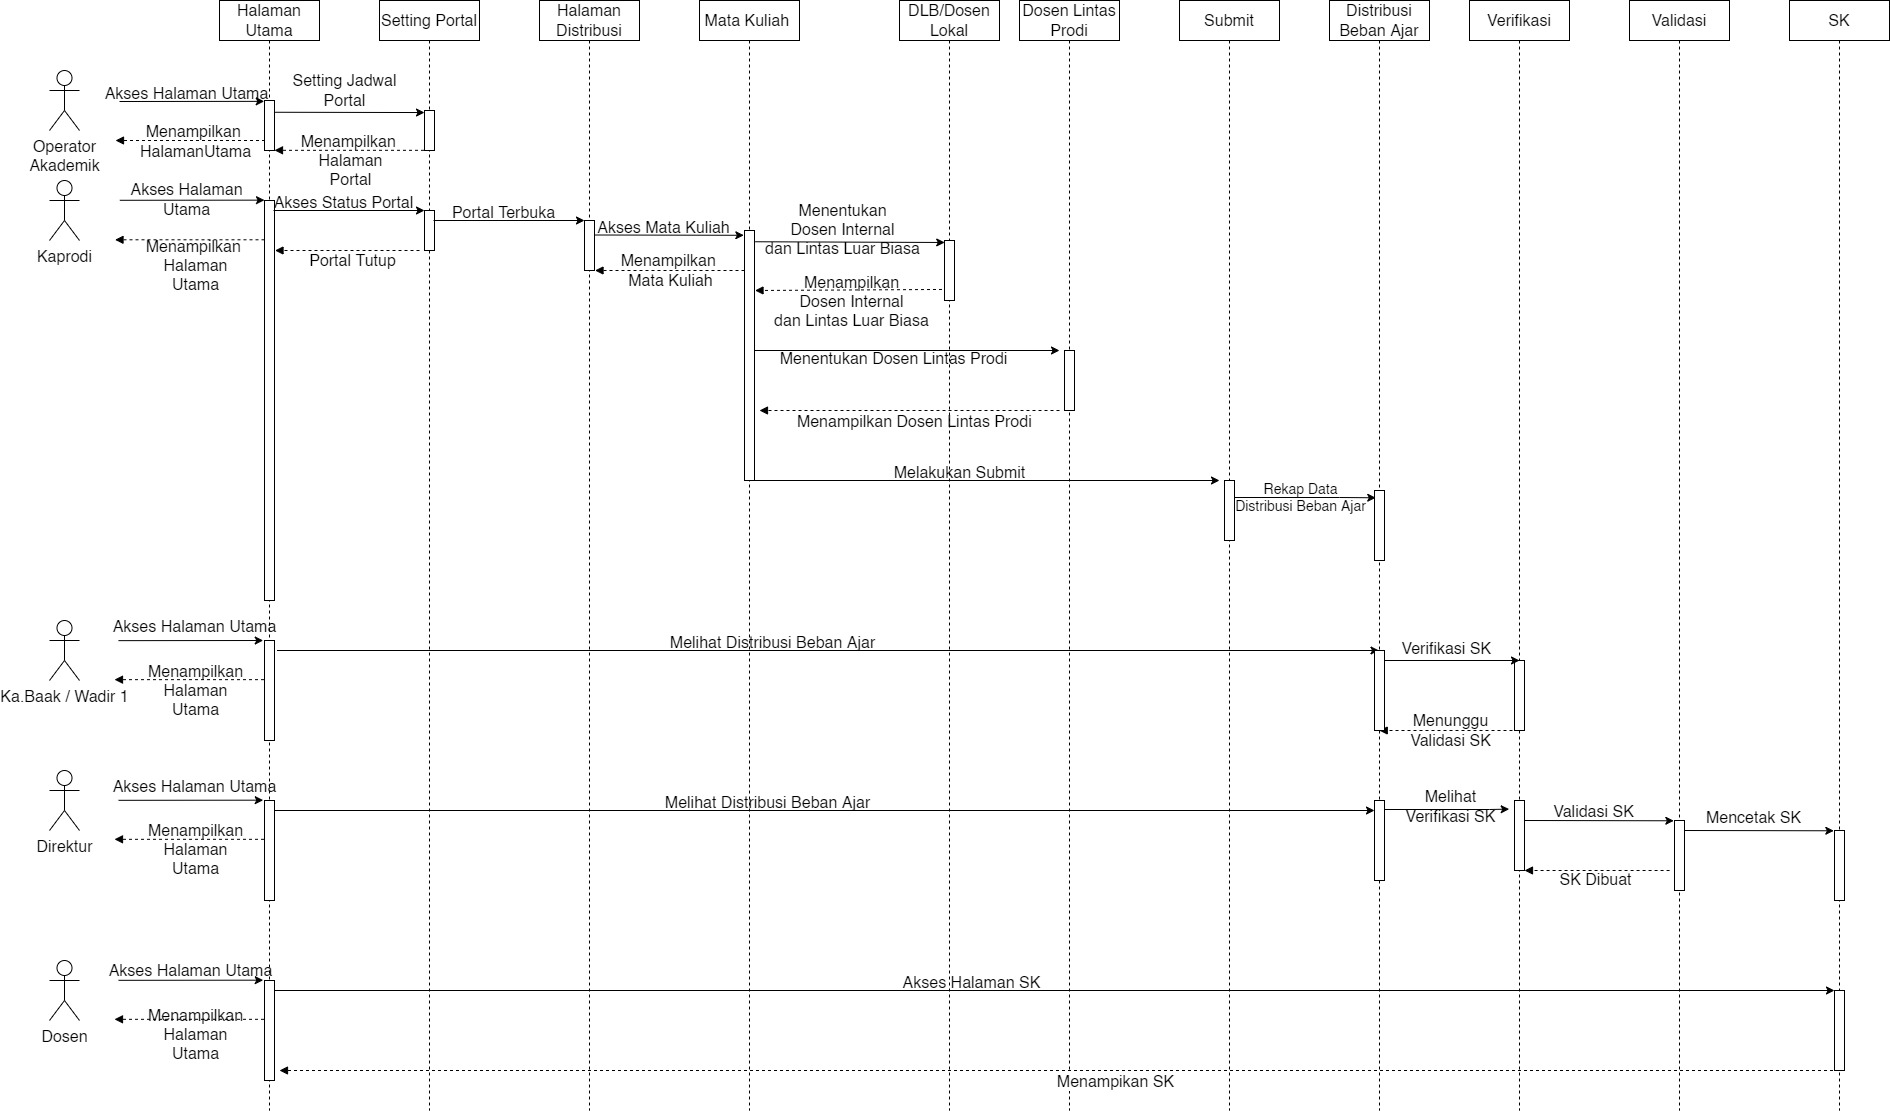 Halaman
Utama
Setting Portal
Halaman
Distribusi
Mata Kuliah
DLB/Dosen
Lokal
Dosen Lintas
Prodi
Submit
Distribusi
Beban Ajar
Verifikasi
Validasi
SK
Operator
Akademik
Akses Halaman Utama
Setting Jadwal
Portal
Menampilkan
HalamanUtama
Menampilkan
Halaman
Portal
Kaprodi
Akses Halaman
Utama
Akses Status Portal
Portal Terbuka
Akses Mata Kuliah
Menentukan
Dosen Internal
dan Lintas Luar Biasa
Menampilkan
Halaman
Utama
Portal Tutup
Menampilkan
Mata Kuliah
Menampilkan
Dosen Internal
dan Lintas Luar Biasa
Menentukan Dosen Lintas Prodi
Menampilkan Dosen Lintas Prodi
Melakukan Submit
Rekap Data
Distribusi Beban Ajar
Ka.Baak / Wadir 1
Akses Halaman Utama
Melihat Distribusi Beban Ajar
Verifikasi SK
Menampilkan
Halaman
Utama
Menunggu
Validasi SK
Direktur
Akses Halaman Utama
Melihat Distribusi Beban Ajar
Melihat
Verifikasi SK
Validasi SK
Mencetak SK
Menampilkan
Halaman
Utama
SK Dibuat
Dosen
Akses Halaman Utama
Akses Halaman SK
Menampilkan
Halaman
Utama
Menampikan SK